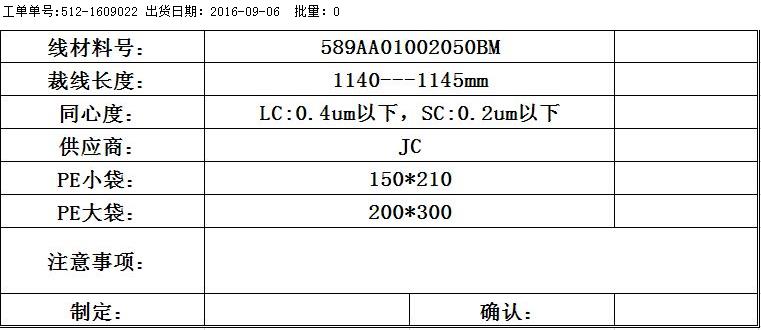 工单单号:512-1609022 出货日期: 2016-09-06 批量: 0
线材料号: 589AA01002050BM
裁线长度: 1140---1145mm
同心度: LC:0.4um以下, SC:0.2um以下
供应商: JC
PE小袋: 150*210
PE大袋: 200*300
注意事项:
制定: 确认: